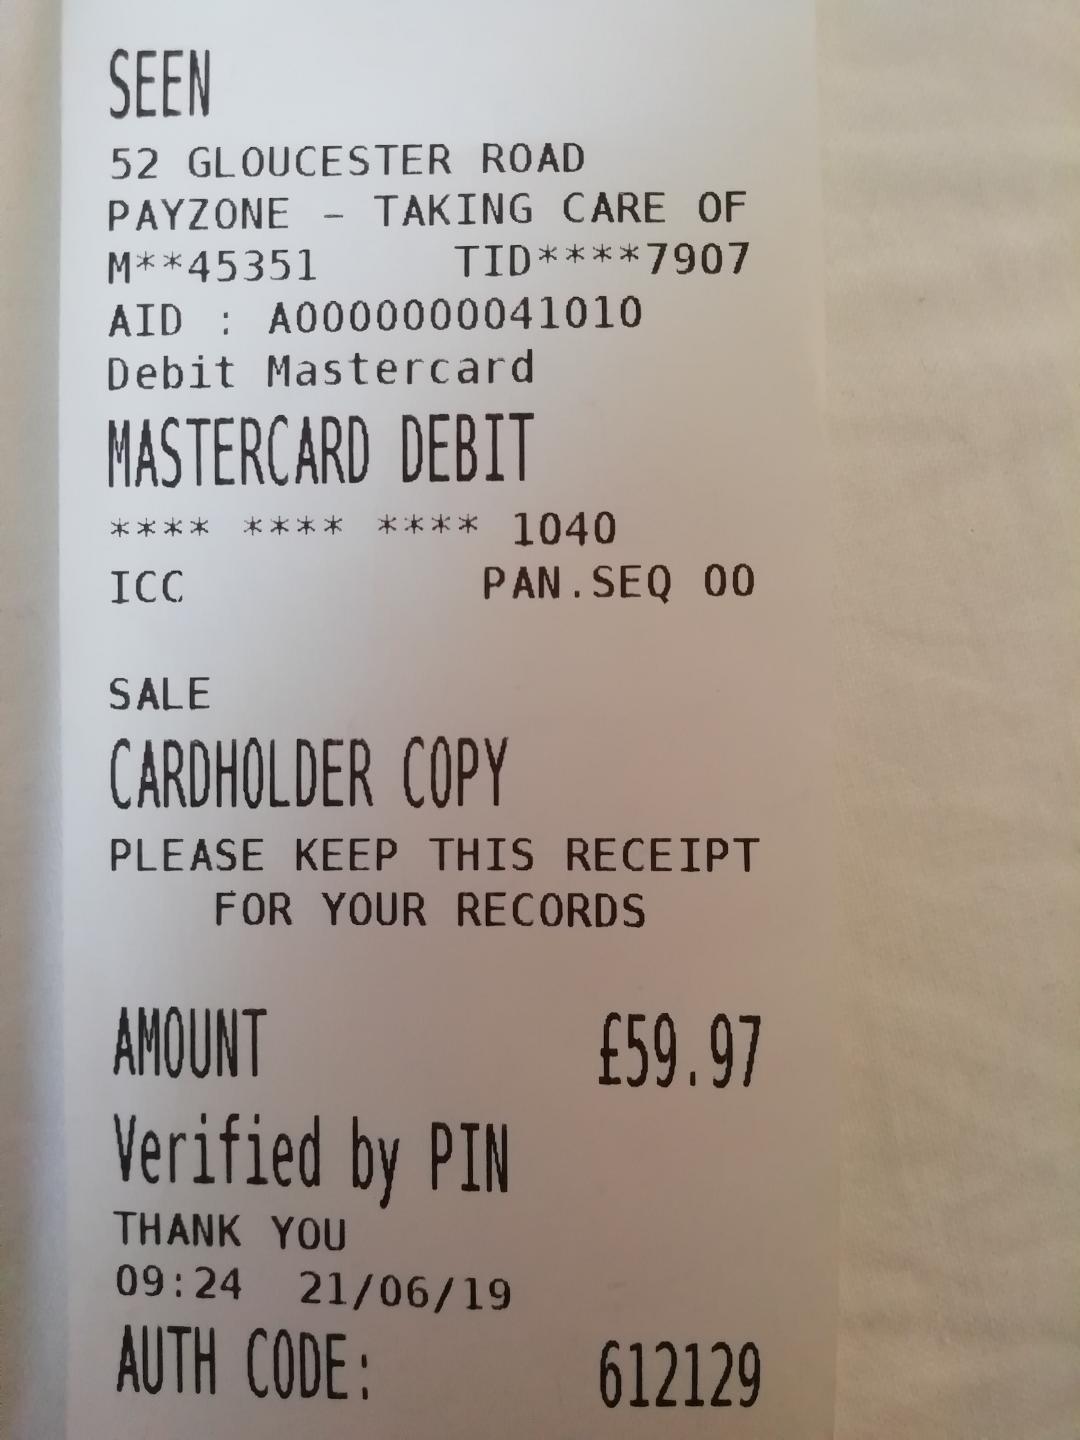 SEEN
52 GLOUCESTER ROAD
PAYZONE - TAKING CARE OF
M**45351 TID****7907
AID : A0000000041010
Debit Mastercard
MASTERCARD DEBIT
**** **** **** 1040
ICC PAN.SEQ 00
SALE
CARDHOLDER COPY
PLEASE KEEP THIS RECEIPT
FOR YOUR RECORDS
AMOUNT £59.97
Verified by PIN
THANK YOU
09:24 21/06/19
AUTH CODE: 612129